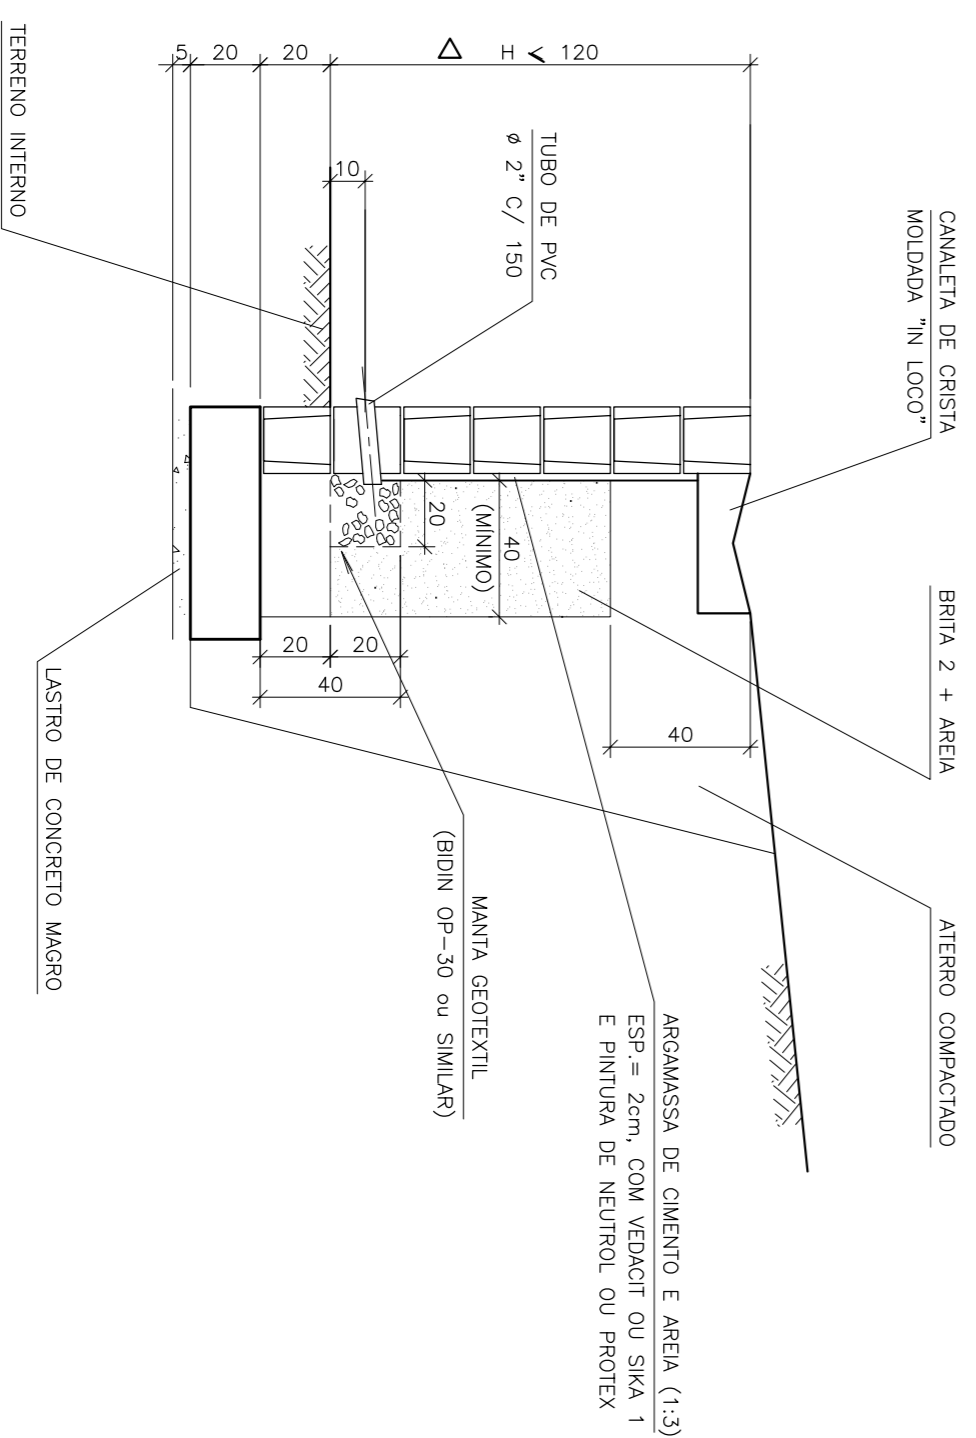 CANALETA DE CRISTA
MOLDADA "IN LOCO"
BRITA 2 + AREIA
ATERRO COMPACTADO
ARGAMASSA DE CIMENTO E AREIA (1:3)
ESP.= 2cm, COM VEDACIT OU SIKA 1
E PINTURA DE NEUTROL OU PROTEX
TUBO DE PVC
ø 2" C/ 150
MANTA GEOTEXTIL
(BIDIN OP-30 ou SIMILAR)
LASTRO DE CONCRETO MAGRO
TERRENO INTERNO
5
20
20
Δ H < 120
10
20
40
(MÍNIMO)
20
20
40
40